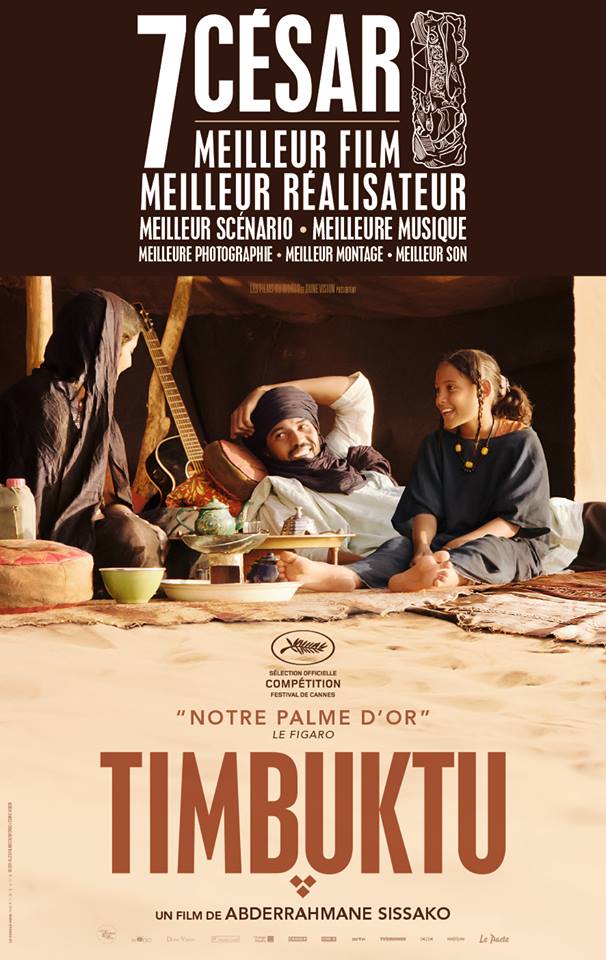 7 CÉSAR
MEILLEUR FILM
MEILLEUR RÉALISATEUR
MEILLEUR SCÉNARIO • MEILLEURE MUSIQUE
MEILLEURE PHOTOGRAPHIE • MEILLEUR MONTAGE • MEILLEUR SON
SÉLECTION OFFICIELLE
COMPÉTITION
FESTIVAL DE CANNES
“NOTRE PALME D’OR”
LE FIGARO
TIMBUKTU
UN FILM DE ABDERRAHMANE SISSAKO
Le Pacte